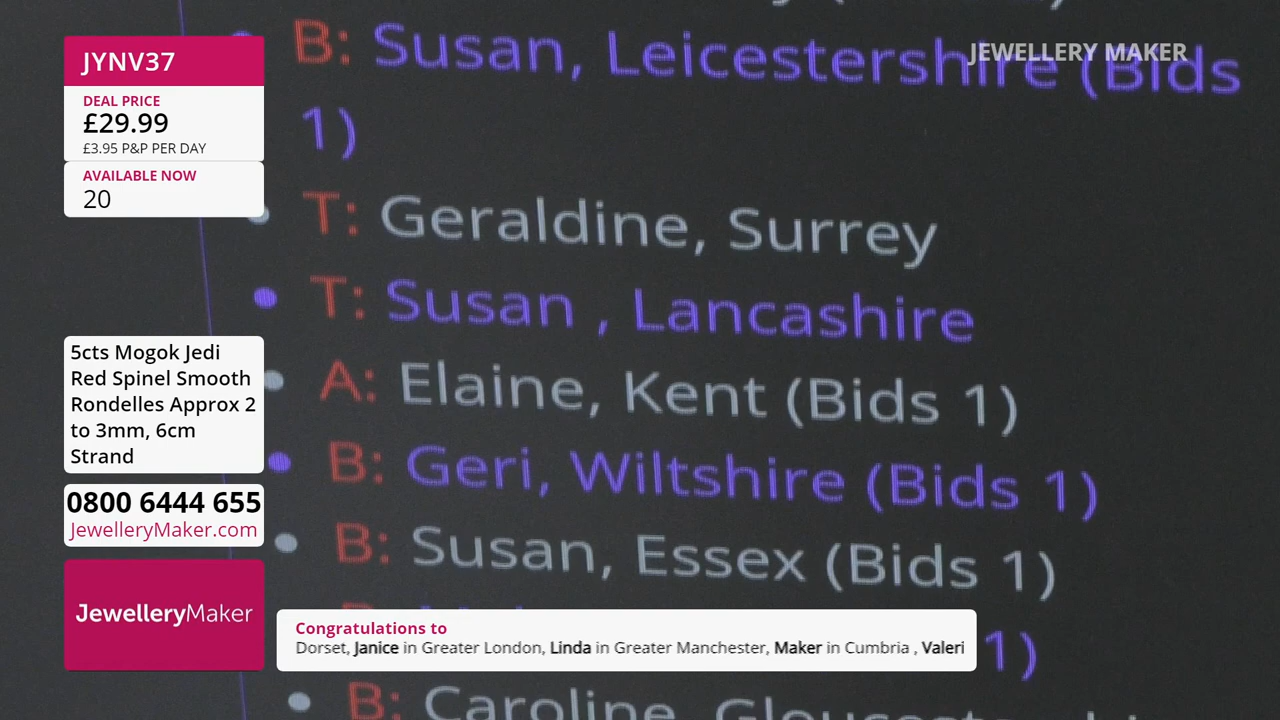 JYNV37
DEAL PRICE
£29.99
£3.95 P&P PER DAY
AVAILABLE NOW
20
5cts Mogok Jedi
Red Spinel Smooth
Rondelles Approx 2
to 3mm, 6cm
Strand
0800 6444 655
JewelleryMaker.com
JewelleryMaker
JEWELLERY MAKER
B: Susan, Leicestershire (Bids
1)
T: Geraldine, Surrey
T: Susan , Lancashire
A: Elaine, Kent (Bids 1)
B: Geri, Wiltshire (Bids 1)
B: Susan, Essex (Bids 1)
1)
B: Caroline,
Congratulations to
Dorset, Janice in Greater London, Linda in Greater Manchester, Maker in Cumbria , Valeri